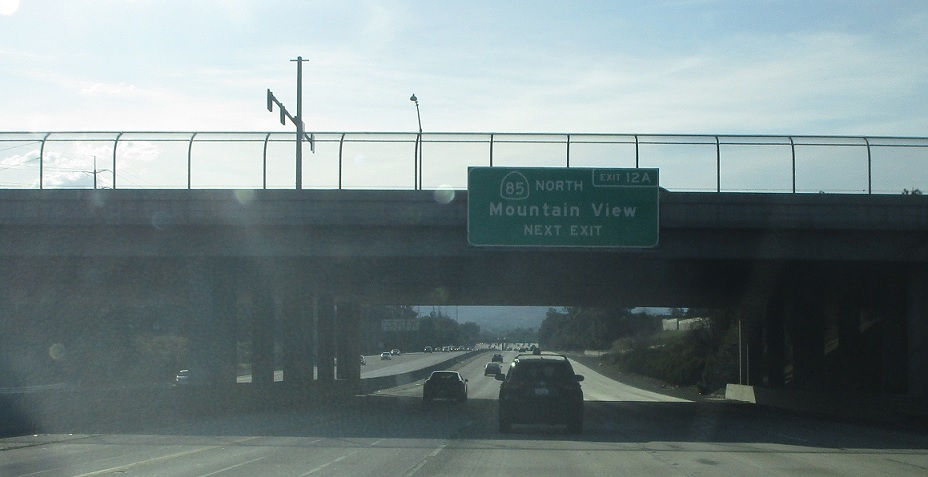 EXIT 12A
85 NORTH
Mountain View
NEXT EXIT